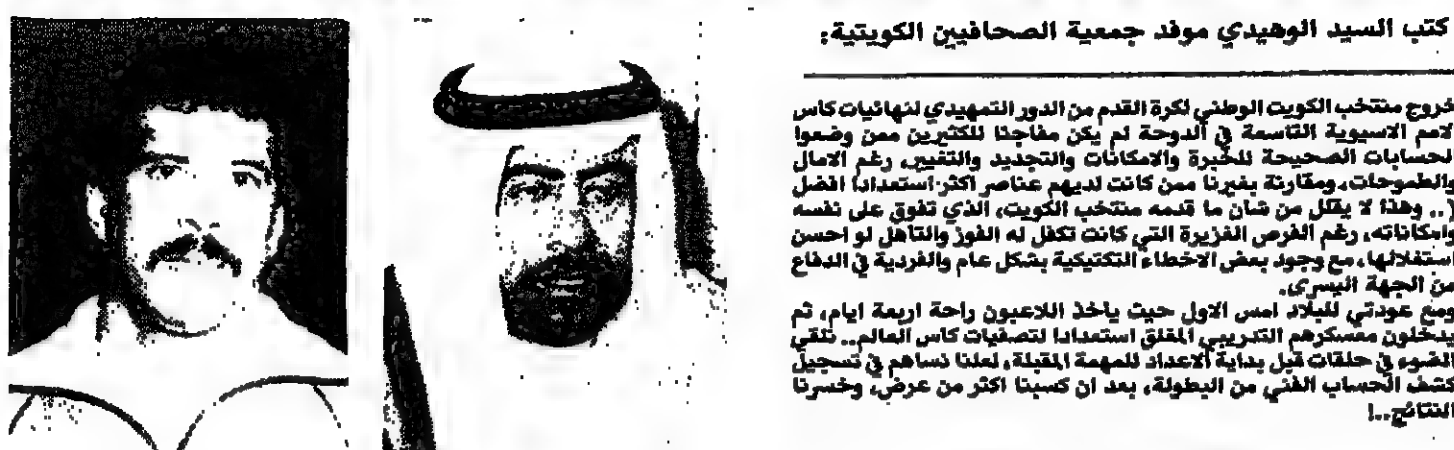 كتب السيد الوهيدي موفد جمعية الصحافيين الكويتية:
خروج منتخب الكويت الوطني لكرة القدم من الدور التمهيدي لنهائيات كاس
لامم الاسيوية التاسعة في الدوحة لم يكن مفاجئا للكثيرين ممن وضعوا
لحسابات الصحيحة للخبرة والامكانات والتجديد والتغيير، رغم الامال
والطموحات، ومقارنة بغيرنا ممن كانت لديهم عناصر اكثر استعدادا افضل
(.. وهذا لا يقلل من شان ما قدمه منتخب الكويت، الذي تفوق على نفسه
وامكاناته، رغم الفرص الغزيرة التي كانت تكفل له الفوز والتاهل لو احسن
استغلالها، مع وجود بعض الاخطاء التكتيكية بشكل عام والفردية في الدفاع
من الجهة اليسرى.
ومع عودتي للبلاد امس الاول حيث ياخذ اللاعبون راحة اربعة ايام، ثم
يدخلون معسكرهم التدريبي المغلق استعدادا لتصفيات كاس العالم.. نلقي
الضوء في حلقات قبل بداية الاعداد للمهمة المقبلة، لعلنا نساهم في تسجيل
كشف الحساب الفني من البطولة، بعد ان كسبنا اكثر من عرض، وخسرنا
النتائج..!